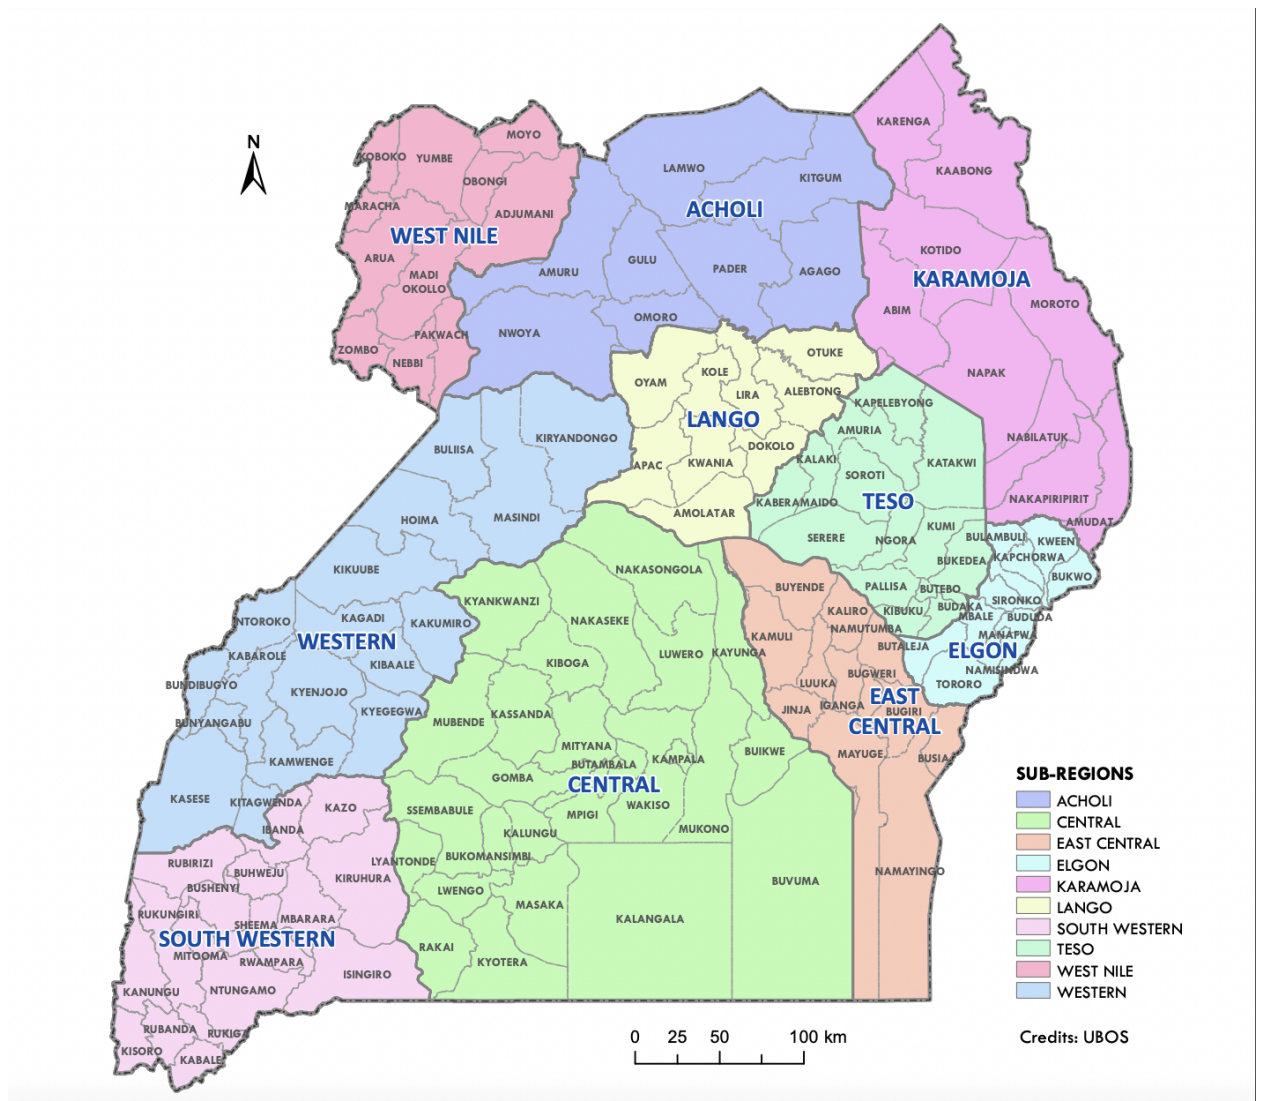 N
KARENGA
KAABONG
MOYO
KOBOKO
YUMBE
OBONGI
MARACHA
ADJUMANI
WEST NILE
ARUA
MADI
OKOLLO
PAKWACH
ZOMBO
NEBBI
LAMWO
KITGUM
ACHOLI
GULU
PADER
AGAGO
AMURU
OMORO
NWOYA
KOTIDO
KARAMOJA
ABIM
MOROTO
NAPAK
NABILATUK
NAKAPIRIPIRIT
AMUDAT
OTUKE
KOLE
OYAM
LIRA
ALEBTONG
LANGO
DOKOLO
APAC
KWANIA
AMOLATAR
KAPELEBYONG
AMURIA
KALAKI
KATAKWI
SOROTI
TESO
KABERAMAIDO
SERERE
NGORA
KUMI
BUKEDEA
PALLISA
BUTEBO
KIBUKU
BUDAKA
BULAMBULI
KWEEN
KAPCHORWA
BUKWO
SIRONKO
MBALE
BUDUDA
MANAFWA
BUTALEJA
ELGON
NAMISINDWA
TORORO
BULIISA
KIRYANDONGO
HOIMA
MASINDI
KIKUUBE
NTOROKO
KAGADI
KAKUMIRO
WESTERN
KABAROLE
KIBAALE
BUNDIBUGYO
KYENJOJO
KYEGEGWA
BUNYANGABU
KAMWENGE
KASESE
KITAGWENDA
NAKASONGOLA
KYANKWANZI
NAKASEKE
LUWERO
KAYUNGA
KIBOGA
MUBENDE
KASSANDA
MITYANA
BUTAMBALA
KAMPALA
BUIKWE
GOMBA
CENTRAL
SSEMBABULE
MPIGI
WAKISO
KALUNGU
MUKONO
LYANTONDE
BUKOMANSIMBI
LWENGO
MASAKA
KALANGALA
BUVUMA
RAKAI
KYOTERA
BUYENDE
KALIRO
KAMULI
NAMUTUMBA
BUGWERI
LUUKA
EAST
CENTRAL
JINJA
IGANGA
BUGIRI
MAYUGE
BUSIA
NAMAYINGO
KAZO
IBANDA
RUBIRIZI
BUHWEJU
KIRUHURA
BUSHENYI
RUKUNGIRI
SHEEMA
MBARARA
SOUTH WESTERN
MITOOMA
RWAMPARA
ISINGIRO
KANUNGU
NTUNGAMO
RUBANDA
RUKIGA
KISORO
KABALE
SUB-REGIONS
ACHOLI
CENTRAL
EAST CENTRAL
ELGON
KARAMOJA
LANGO
SOUTH WESTERN
TESO
WEST NILE
WESTERN
0 25 50 100 km
Credits: UBOS